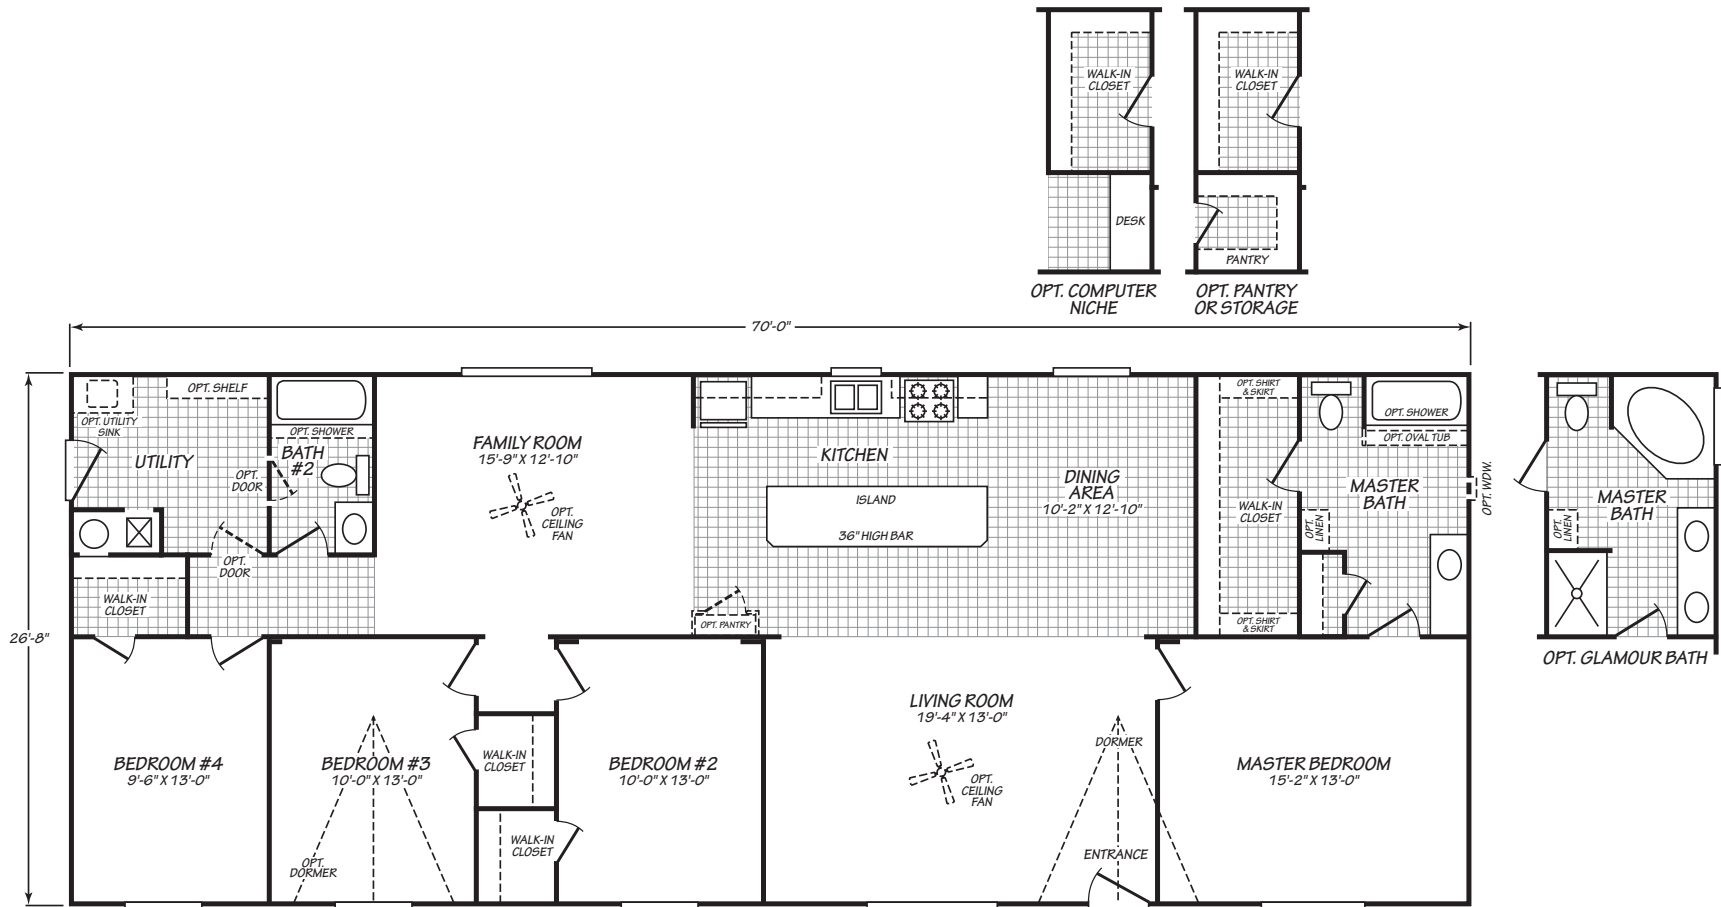 WALK-IN
CLOSET
DESK
OPT. COMPUTER
NICHE
WALK-IN
CLOSET
PANTRY
OPT. PANTRY
OR STORAGE
70'-0"
26'-8"
OPT. UTILITY
SINK
OPT. SHELF
UTILITY
OPT.
DOOR
OPT. SHOWER
BATH
#2
OPT.
DOOR
WALK-IN
CLOSET
FAMILY ROOM
15'-9" X 12'-10"
OPT.
CEILING
FAN
KITCHEN
ISLAND
36" HIGH BAR
OPT. PANTRY
DINING
AREA
10'-2" X 12'-10"
OPT. SHIRT
& SKIRT
WALK-IN
CLOSET
OPT. SHIRT
& SKIRT
OPT. SHOWER
OPT. OVAL TUB
MASTER
BATH
OPT.
LINEN
OPT. WDW.
MASTER
BATH
OPT.
LINEN
OPT. GLAMOUR BATH
BEDROOM #4
9'-6" X 13'-0"
BEDROOM #3
10'-0" X 13'-0"
OPT.
DORMER
WALK-IN
CLOSET
WALK-IN
CLOSET
BEDROOM #2
10'-0" X 13'-0"
LIVING ROOM
19'-4" X 13'-0"
OPT.
CEILING
FAN
DORMER
ENTRANCE
MASTER BEDROOM
15'-2" X 13'-0"